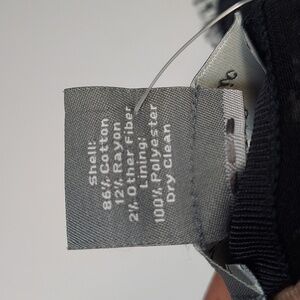 Shell:
86% Cotton
12% Rayon
2% Other Fiber
Lining:
100% Polyester
Dry Clean